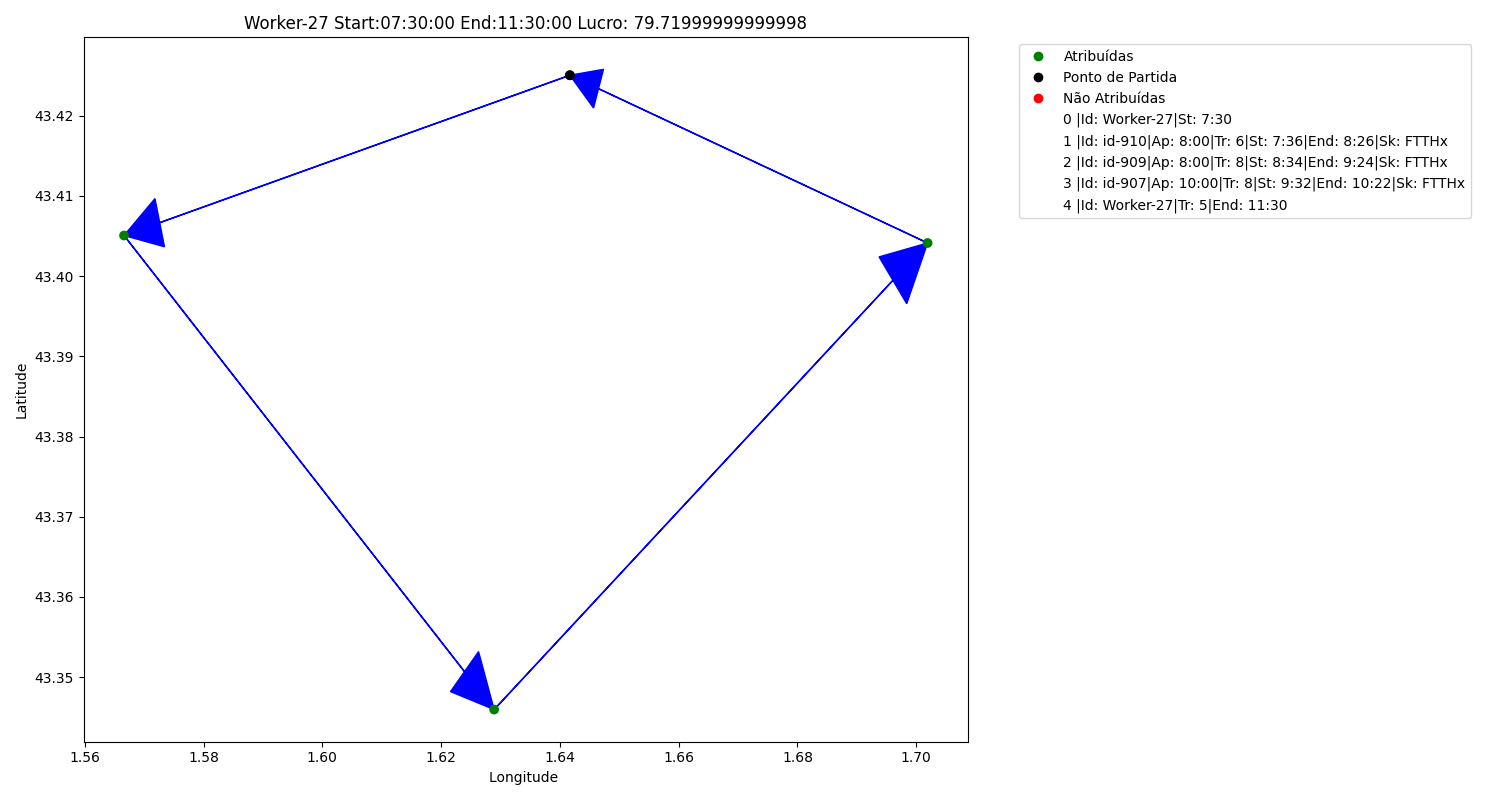 Worker-27 Start:07:30:00 End:11:30:00 Lucro: 79.71999999999998
Atribuídas
Ponto de Partida
Não Atribuídas
0 |Id: Worker-27|St: 7:30
1 |Id: id-910|Ap: 8:00|Tr: 6|St: 7:36|End: 8:26|Sk: FTTHx
2 |Id: id-909|Ap: 8:00|Tr: 8|St: 8:34|End: 9:24|Sk: FTTHx
3 |Id: id-907|Ap: 10:00|Tr: 8|St: 9:32|End: 10:22|Sk: FTTHx
4 |Id: Worker-27|Tr: 5|End: 11:30
Latitude
43.42
43.41
43.40
43.39
43.38
43.37
43.36
43.35
1.56 1.58 1.60 1.62 1.64 1.66 1.68 1.70
Longitude